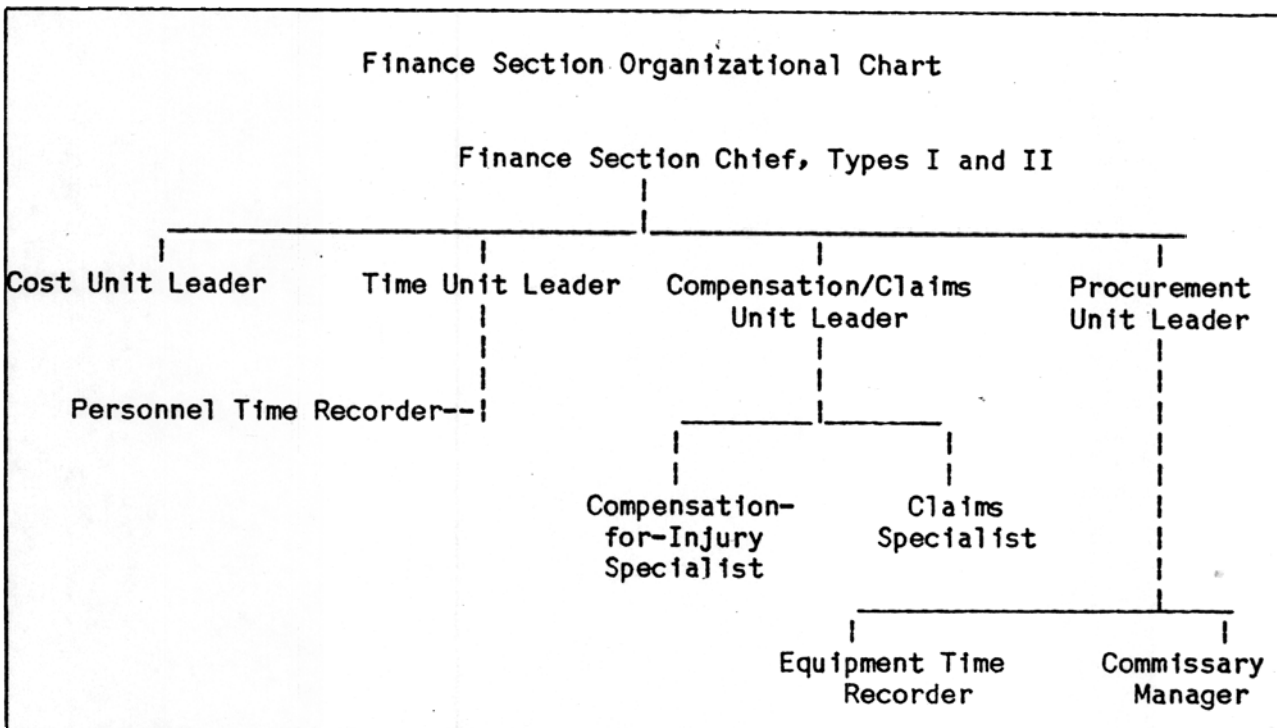 Finance Section Organizational Chart
Finance Section Chief, Types I and II
Cost Unit Leader
Time Unit Leader
Compensation/Claims
Unit Leader
Procurement
Unit Leader
Personnel Time Recorder--
Compensation-
for-Injury
Specialist
Claims
Specialist
Equipment Time
Recorder
Commissary
Manager